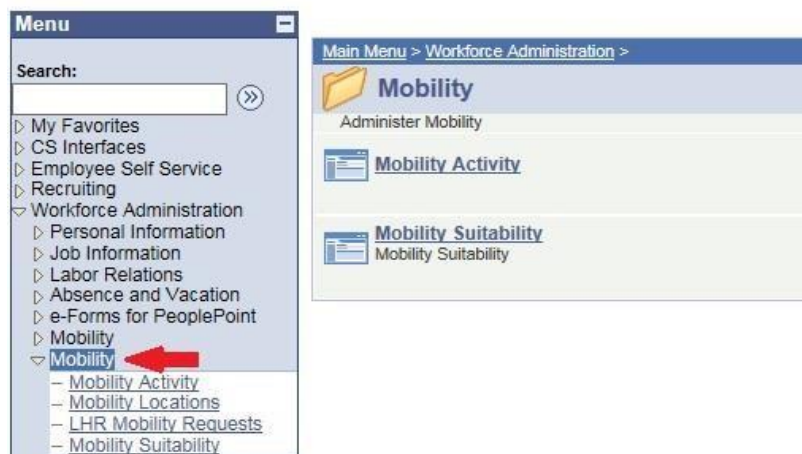 Menu
Search:
My Favorites
CS Interfaces
Employee Self Service
Recruiting
Workforce Administration
Personal Information
Job Information
Labor Relations
Absence and Vacation
e-Forms for PeoplePoint
Mobility
Mobility
– Mobility Activity
– Mobility Locations
– LHR Mobility Requests
– Mobility Suitability
Main Menu > Workforce Administration >
Mobility
Administer Mobility
Mobility Activity
Mobility Suitability
Mobility Suitability